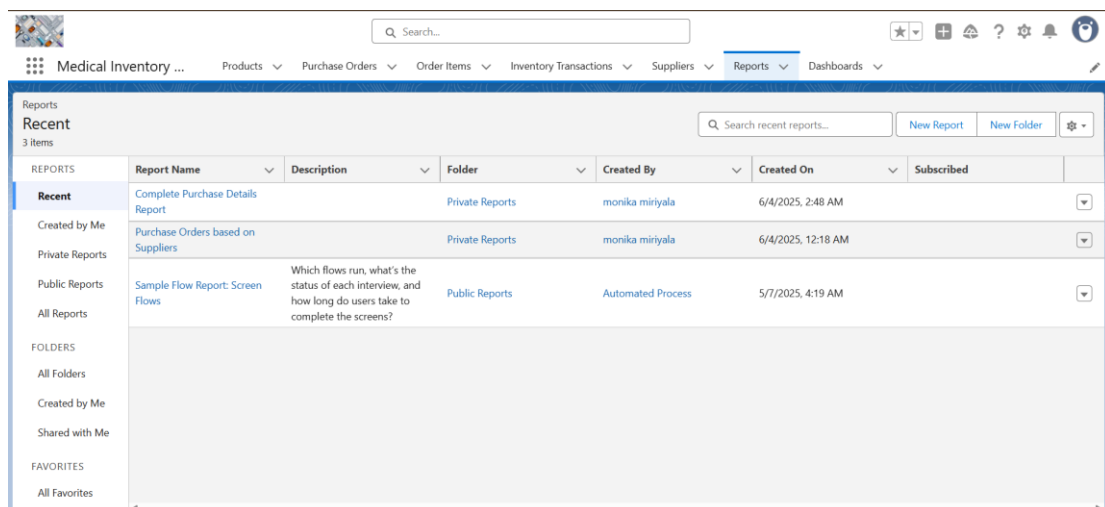 Search...
Medical Inventory ...
Products
Purchase Orders
Order Items
Inventory Transactions
Suppliers
Reports
Dashboards
Reports
Recent
3 items
Search recent reports...
New Report
New Folder
REPORTS
Recent
Created by Me
Private Reports
Public Reports
All Reports
FOLDERS
All Folders
Created by Me
Shared with Me
FAVORITES
All Favorites
Report Name
Description
Folder
Created By
Created On
Subscribed
Complete Purchase Details
Report
Private Reports
monika miriyala
6/4/2025, 2:48 AM
Purchase Orders based on
Suppliers
Private Reports
monika miriyala
6/4/2025, 12:18 AM
Sample Flow Report: Screen
Flows
Which flows run, what's the
status of each interview, and
how long do users take to
complete the screens?
Public Reports
Automated Process
5/7/2025, 4:19 AM